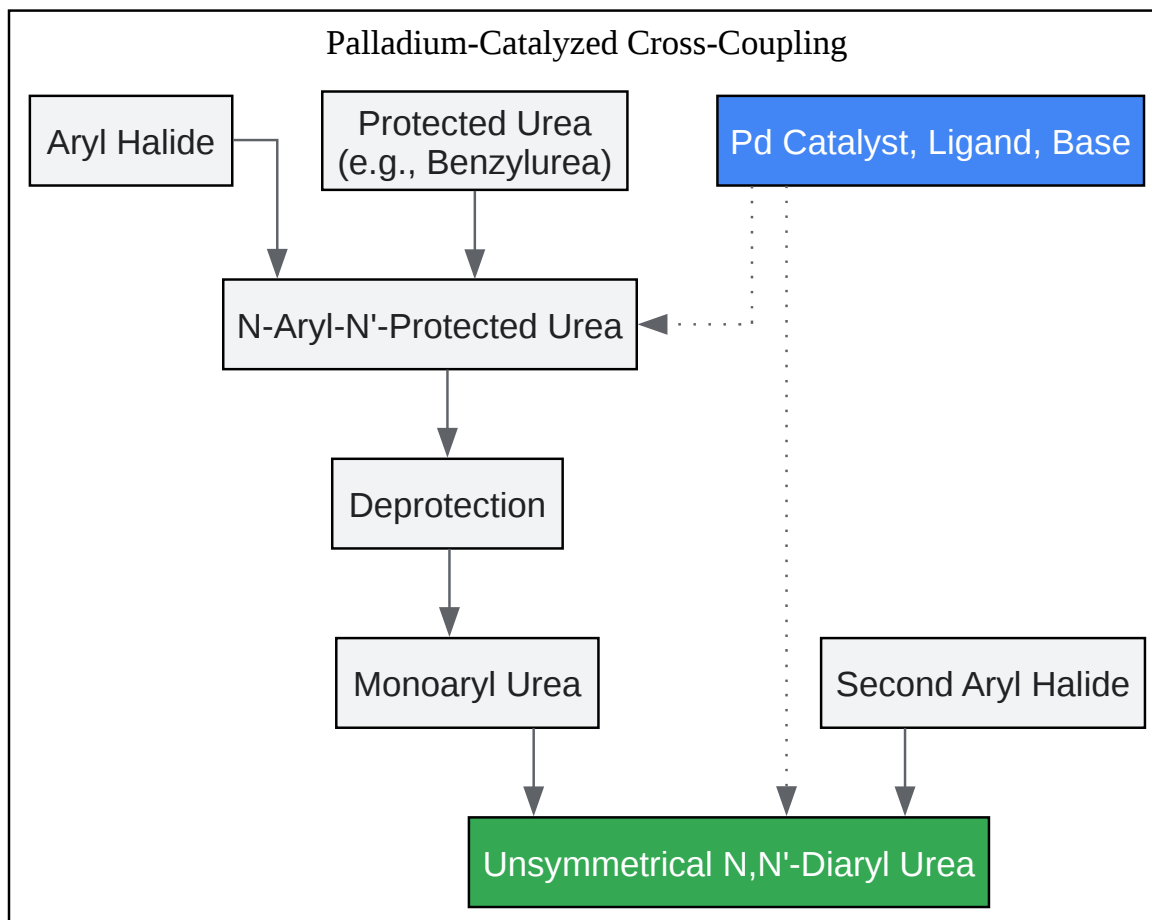 Palladium-Catalyzed Cross-Coupling
Aryl Halide
Protected Urea
(e.g., Benzylurea)
Pd Catalyst, Ligand, Base
N-Aryl-N'-Protected Urea
Deprotection
Monoaryl Urea
Second Aryl Halide
Unsymmetrical N,N'-Diaryl Urea